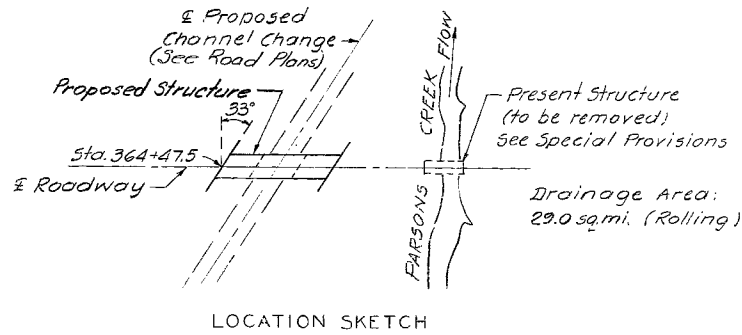 ℄ Proposed
Channel Change
(See Road Plans)
Proposed Structure
33°
Sta. 364+47.5
℄ Roadway
CREEK
FLOW
PARSONS
Present Structure
(to be removed)
See Special Provisions
Drainage Area:
29.0 sq.mi. (Rolling)
LOCATION SKETCH